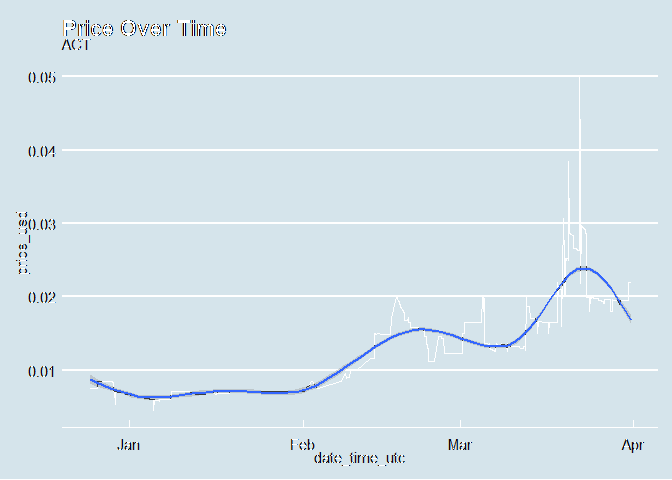 Price Over Time
ACT
0.05
0.04
0.03
0.02
0.01
price_usd
Jan Feb Mar Apr
date_time_utc